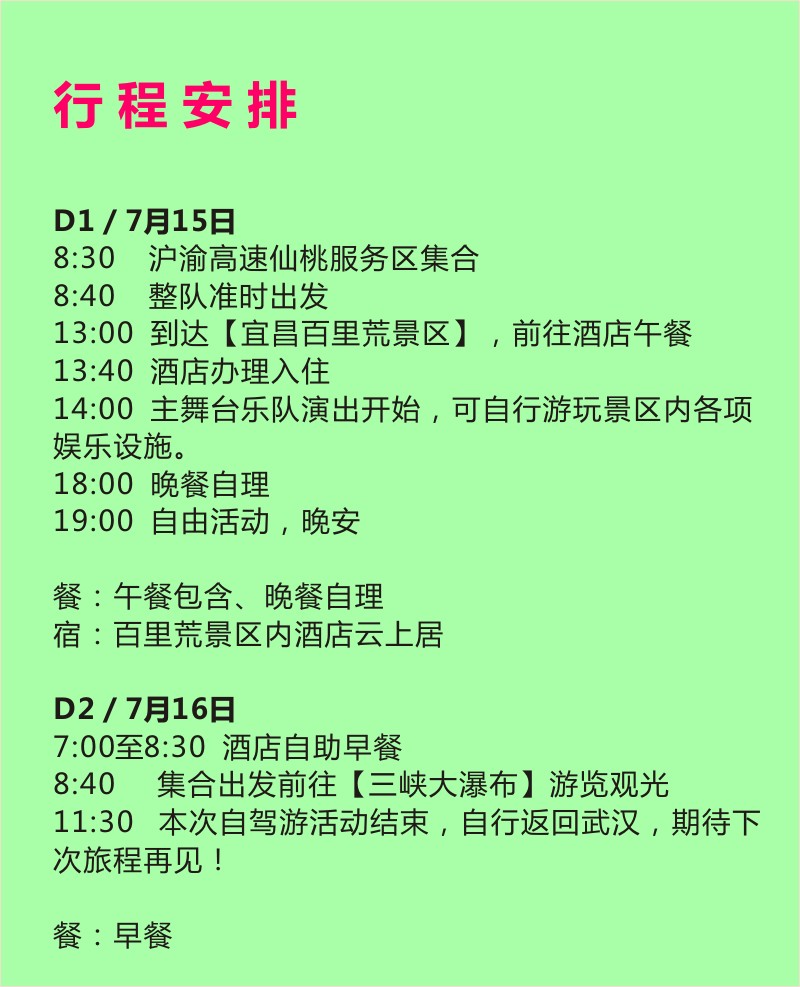 行程安排
D1 / 7月15日
8:30 沪渝高速仙桃服务区集合
8:40 整队准时出发
13:00 到达【宜昌百里荒景区】，前往酒店午餐
13:40 酒店办理入住
14:00 主舞台乐队演出开始，可自行游玩景区内各项
娱乐设施。
18:00 晚餐自理
19:00 自由活动，晚安
餐：午餐包含、晚餐自理
宿：百里荒景区内酒店云上居
D2 / 7月16日
7:00至8:30 酒店自助早餐
8:40 集合出发前往【三峡大瀑布】游览观光
11:30 本次自驾游活动结束，自行返回武汉，期待下
次旅程再见！
餐：早餐